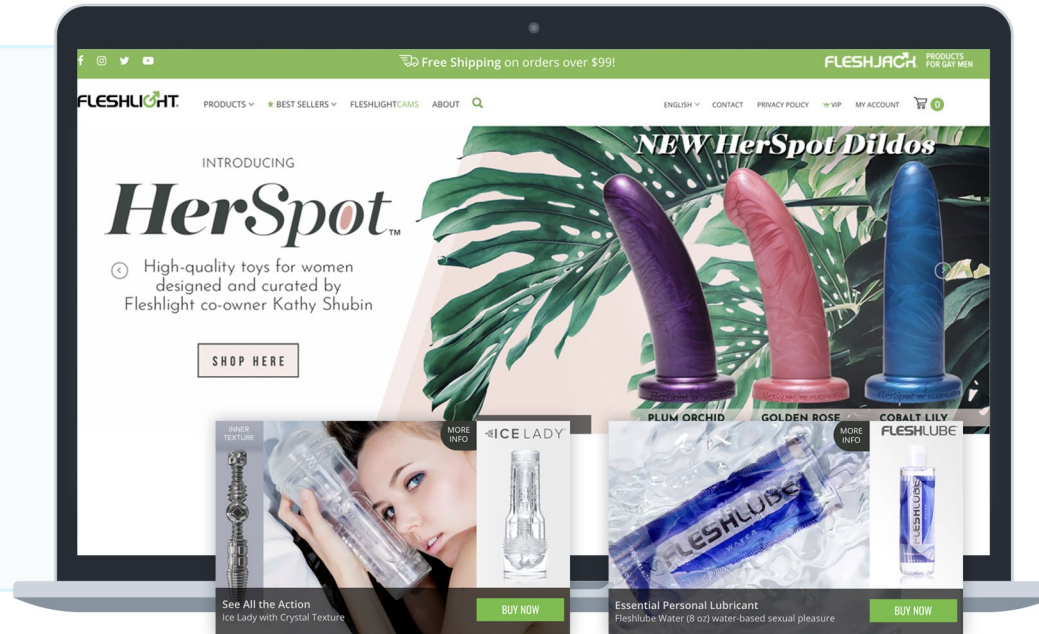 Free Shipping on orders over $99!
FLESHJACK PRODUCTS
FOR GAY MEN
FLESHLIGHT
PRODUCTS
★ BEST SELLERS
FLESHLIGHTCAMS
ABOUT
ENGLISH
CONTACT
PRIVACY POLICY
VIP
MY ACCOUNT
0
INTRODUCING
HerSpot™
High-quality toys for women
designed and curated by
Fleshlight co-owner Kathy Shubin
SHOP HERE
NEW HerSpot Dildos
PLUM ORCHID
GOLDEN ROSE
COBALT LILY
INNER
TEXTURE
MORE
INFO
ICE LADY
See All the Action
Ice Lady with Crystal Texture
BUY NOW
MORE
INFO
FLESHLUBE
FLESHLUBE
WATER
FLESHLUBE
Essential Personal Lubricant
Fleshlube Water (8 oz) water-based sexual pleasure
BUY NOW